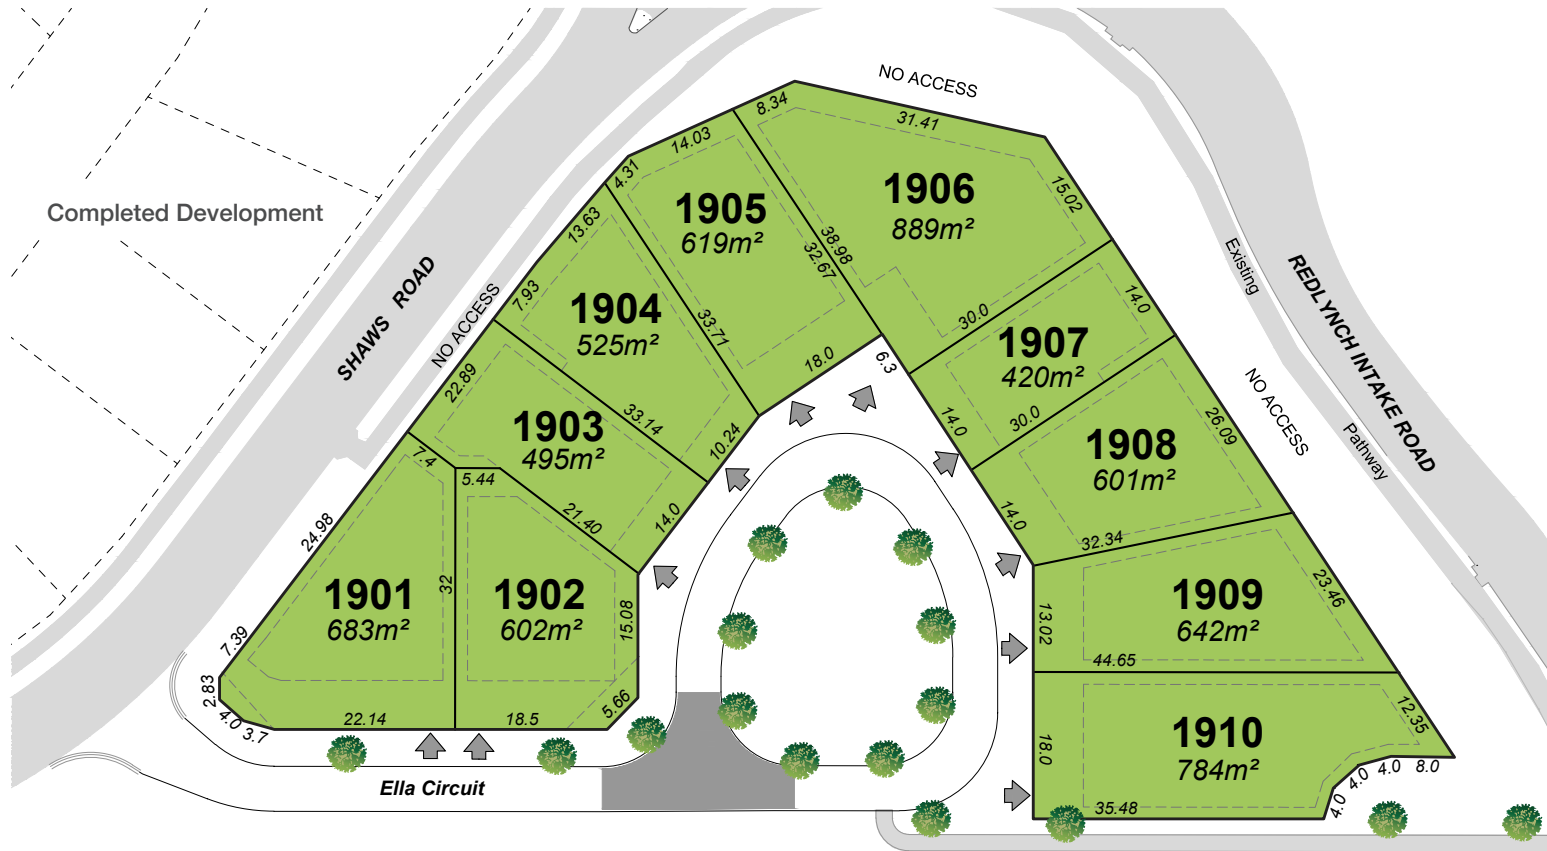 NO ACCESS
8.34
31.41
14.03
4.31
15.02
Completed Development
1906
889m²
1905
619m²
13.63
38.98
32.67
Existing
SHAWS ROAD
REDLYNCH INTAKE ROAD
7.93
NO ACCESS
1904
525m²
33.71
30.0
14.0
1907
420m²
18.0
6.3
22.89
NO ACCESS
1903
495m²
33.14
10.24
14.0
30.0
26.09
Pathway
1908
601m²
7.4
5.44
21.40
14.0
14.0
32.34
24.98
32
1901
683m²
1902
602m²
15.08
13.02
1909
642m²
23.46
7.39
44.65
2.83
4.0
3.7
22.14
18.5
5.66
18.0
1910
784m²
12.35
4.0
4.0
4.0
8.0
35.48
Ella Circuit